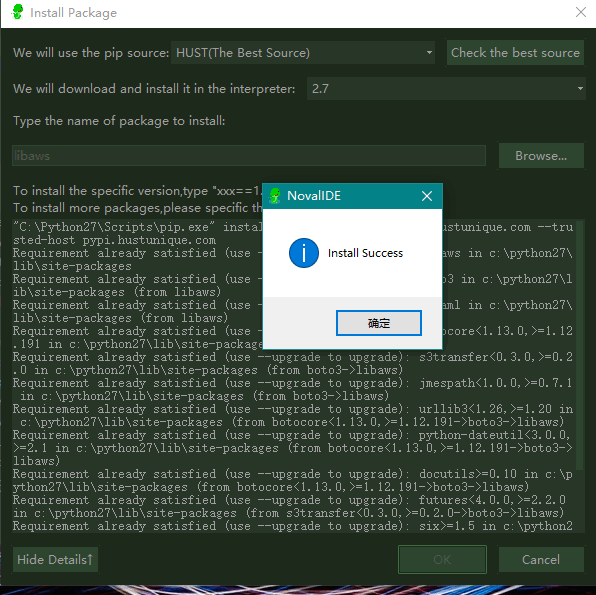 Install Package
We will use the pip source: HUST(The Best Source) Check the best source
We will download and install it in the interpreter: 2.7
Type the name of package to install:
libaws Browse...
To install the specific version,type "xxx==1.
To install more packages,please specific th
NovalIDE
Install Success
确定
"C:\Python27\Scripts\pip.exe" instal hustunique.com --tru
sted-host pypi.hustunique.com
Requirement already satisfied (use - aws in c:\python27\
lib\site-packages
Requirement already satisfied (use - o3 in c:\python27\l
ib\site-packages (from libaws)
Requirement already satisfied (use - aml in c:\python27\
lib\site-packages (from libaws)
Requirement already satisfied (use - ocore<1.13.0,>=1.12
.191 in c:\python27\lib\site-package
Requirement already satisfied (use --upgrade to upgrade): s3transfer<0.3.0,>=0.2
.0 in c:\python27\lib\site-packages (from boto3->libaws)
Requirement already satisfied (use --upgrade to upgrade): jmespath<1.0.0,>=0.7.1
in c:\python27\lib\site-packages (from boto3->libaws)
Requirement already satisfied (use --upgrade to upgrade): urllib3<1.26,>=1.20 in
c:\python27\lib\site-packages (from botocore<1.13.0,>=1.12.191->boto3->libaws)
Requirement already satisfied (use --upgrade to upgrade): python-dateutil<3.0.0,
>=2.1 in c:\python27\lib\site-packages (from botocore<1.13.0,>=1.12.191->boto3->
libaws)
Requirement already satisfied (use --upgrade to upgrade): docutils>=0.10 in c:\p
ython27\lib\site-packages (from botocore<1.13.0,>=1.12.191->boto3->libaws)
Requirement already satisfied (use --upgrade to upgrade): futures<4.0.0,>=2.2.0
in c:\python27\lib\site-packages (from s3transfer<0.3.0,>=0.2.0->boto3->libaws)
Requirement already satisfied (use --upgrade to upgrade): six>=1.5 in c:\python2
Hide Details↑ OK Cancel